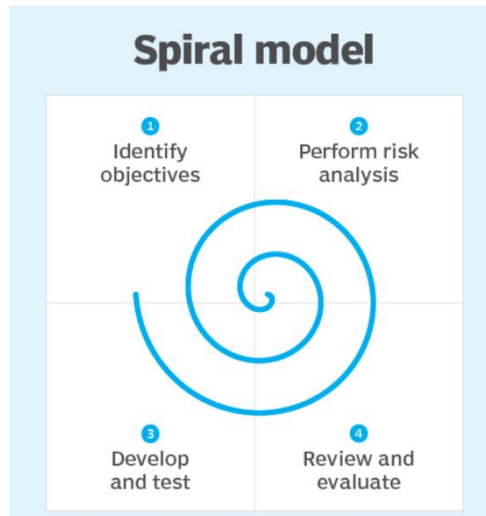 Spiral model
1
Identify
objectives
2
Perform risk
analysis
3
Develop
and test
4
Review and
evaluate